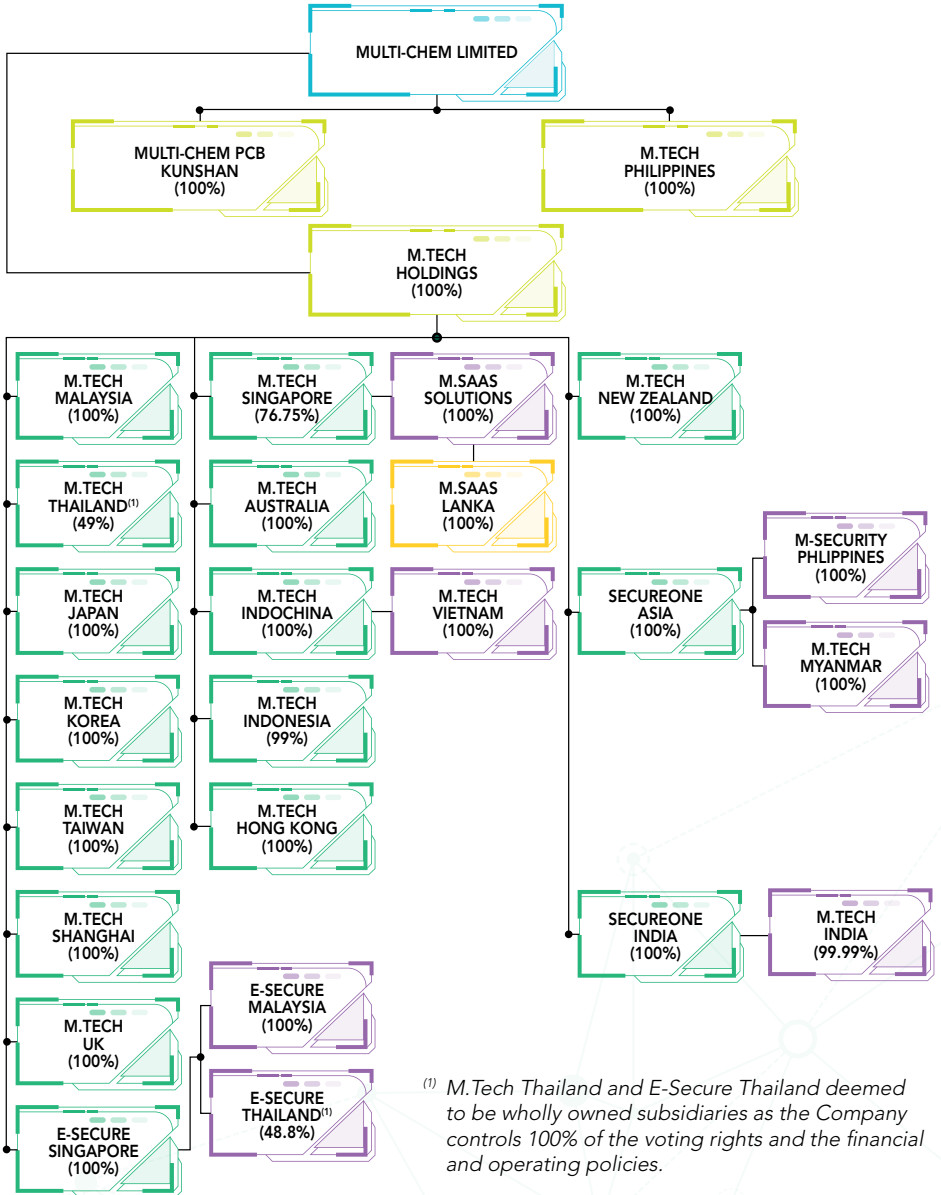 MULTI-CHEM LIMITED
MULTI-CHEM PCB
KUNSHAN
(100%)
M.TECH
PHILIPPINES
(100%)
M.TECH
HOLDINGS
(100%)
M.TECH
MALAYSIA
(100%)
M.TECH
SINGAPORE
(76.75%)
M.SAAS
SOLUTIONS
(100%)
M.TECH
NEW ZEALAND
(100%)
M.TECH
THAILAND(1)
(49%)
M.TECH
AUSTRALIA
(100%)
M.SAAS
LANKA
(100%)
M-SECURITY
PHLIPPINES
(100%)
M.TECH
JAPAN
(100%)
M.TECH
INDOCHINA
(100%)
M.TECH
VIETNAM
(100%)
SECUREONE
ASIA
(100%)
M.TECH
MYANMAR
(100%)
M.TECH
KOREA
(100%)
M.TECH
INDONESIA
(99%)
M.TECH
TAIWAN
(100%)
M.TECH
HONG KONG
(100%)
M.TECH
SHANGHAI
(100%)
SECUREONE
INDIA
(100%)
M.TECH
INDIA
(99.99%)
E-SECURE
MALAYSIA
(100%)
M.TECH
UK
(100%)
E-SECURE
THAILAND(1)
(48.8%)
E-SECURE
SINGAPORE
(100%)
(1) M.Tech Thailand and E-Secure Thailand deemed
to be wholly owned subsidiaries as the Company
controls 100% of the voting rights and the financial
and operating policies.